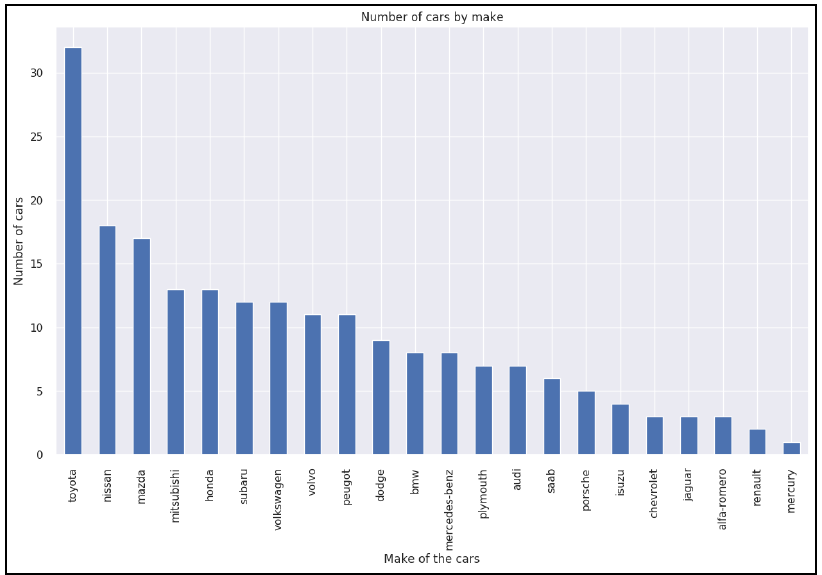 Number of cars by make
Number of cars
30
25
20
15
10
5
0
toyota
nissan
mazda
mitsubishi
honda
subaru
volkswagen
volvo
peugot
dodge
bmw
mercedes-benz
plymouth
audi
saab
porsche
isuzu
chevrolet
jaguar
alfa-romero
renault
mercury
Make of the cars